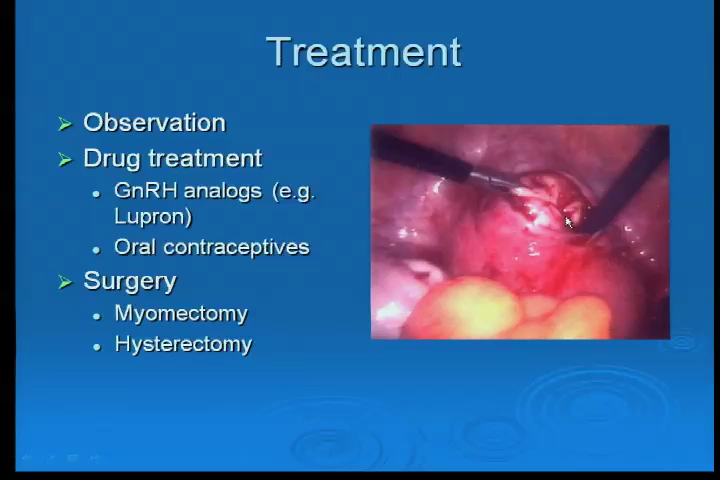 Treatment
Observation
Drug treatment
GnRH analogs (e.g.
Lupron)
Oral contraceptives
Surgery
Myomectomy
Hysterectomy